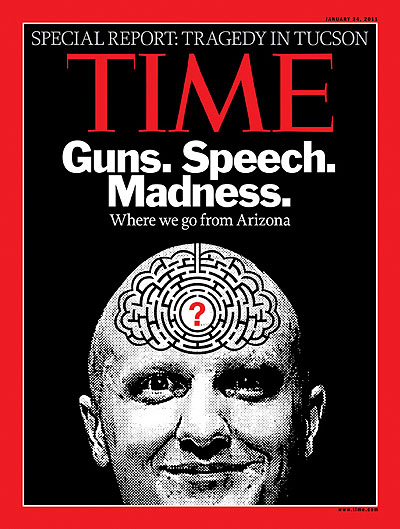 JANUARY 24, 2011
SPECIAL REPORT: TRAGEDY IN TUCSON
TIME
Guns. Speech.
Madness.
Where we go from Arizona
?
www.time.com